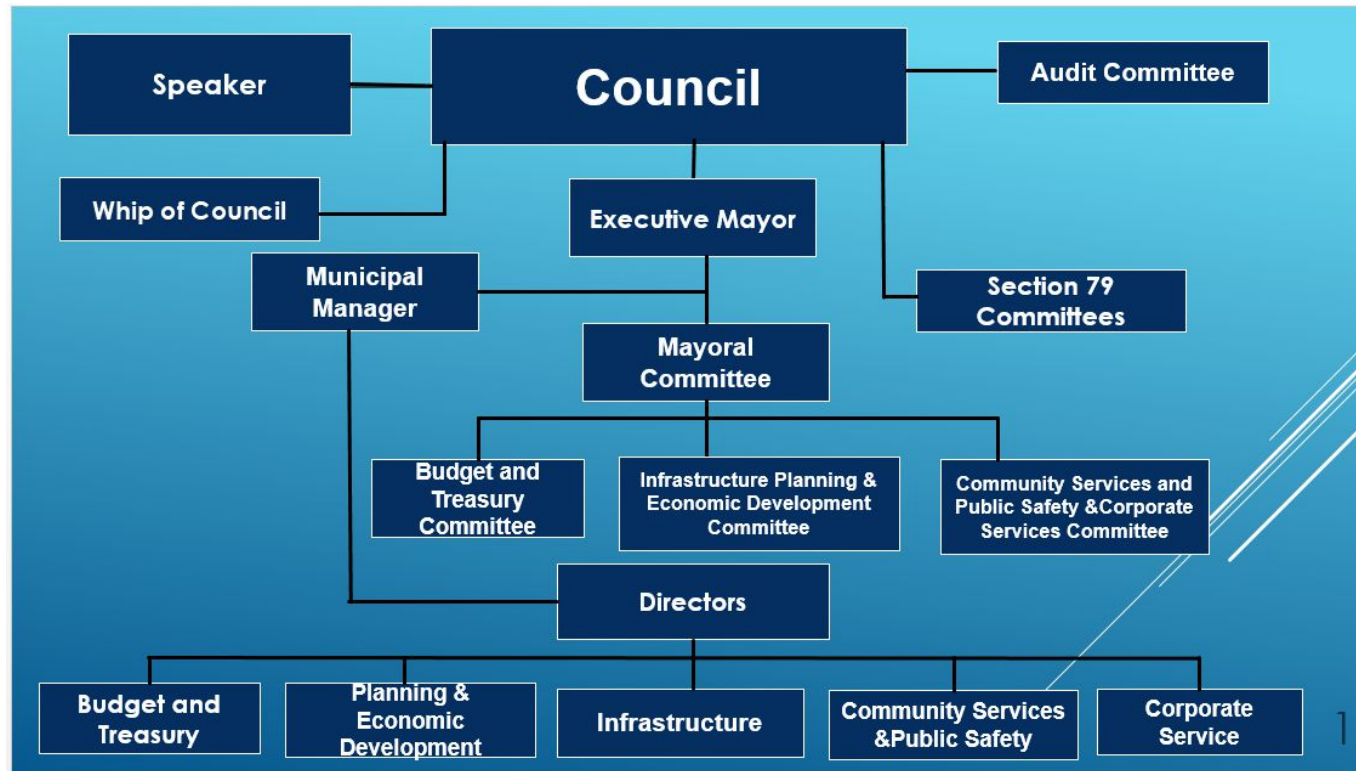 Speaker
Council
Audit Committee
Whip of Council
Executive Mayor
Municipal
Manager
Section 79
Committees
Mayoral
Committee
Budget and
Treasury
Committee
Infrastructure Planning &
Economic Development
Committee
Community Services and
Public Safety &Corporate
Services Committee
Directors
Budget and
Treasury
Planning &
Economic
Development
Infrastructure
Community Services
&Public Safety
Corporate
Service
1